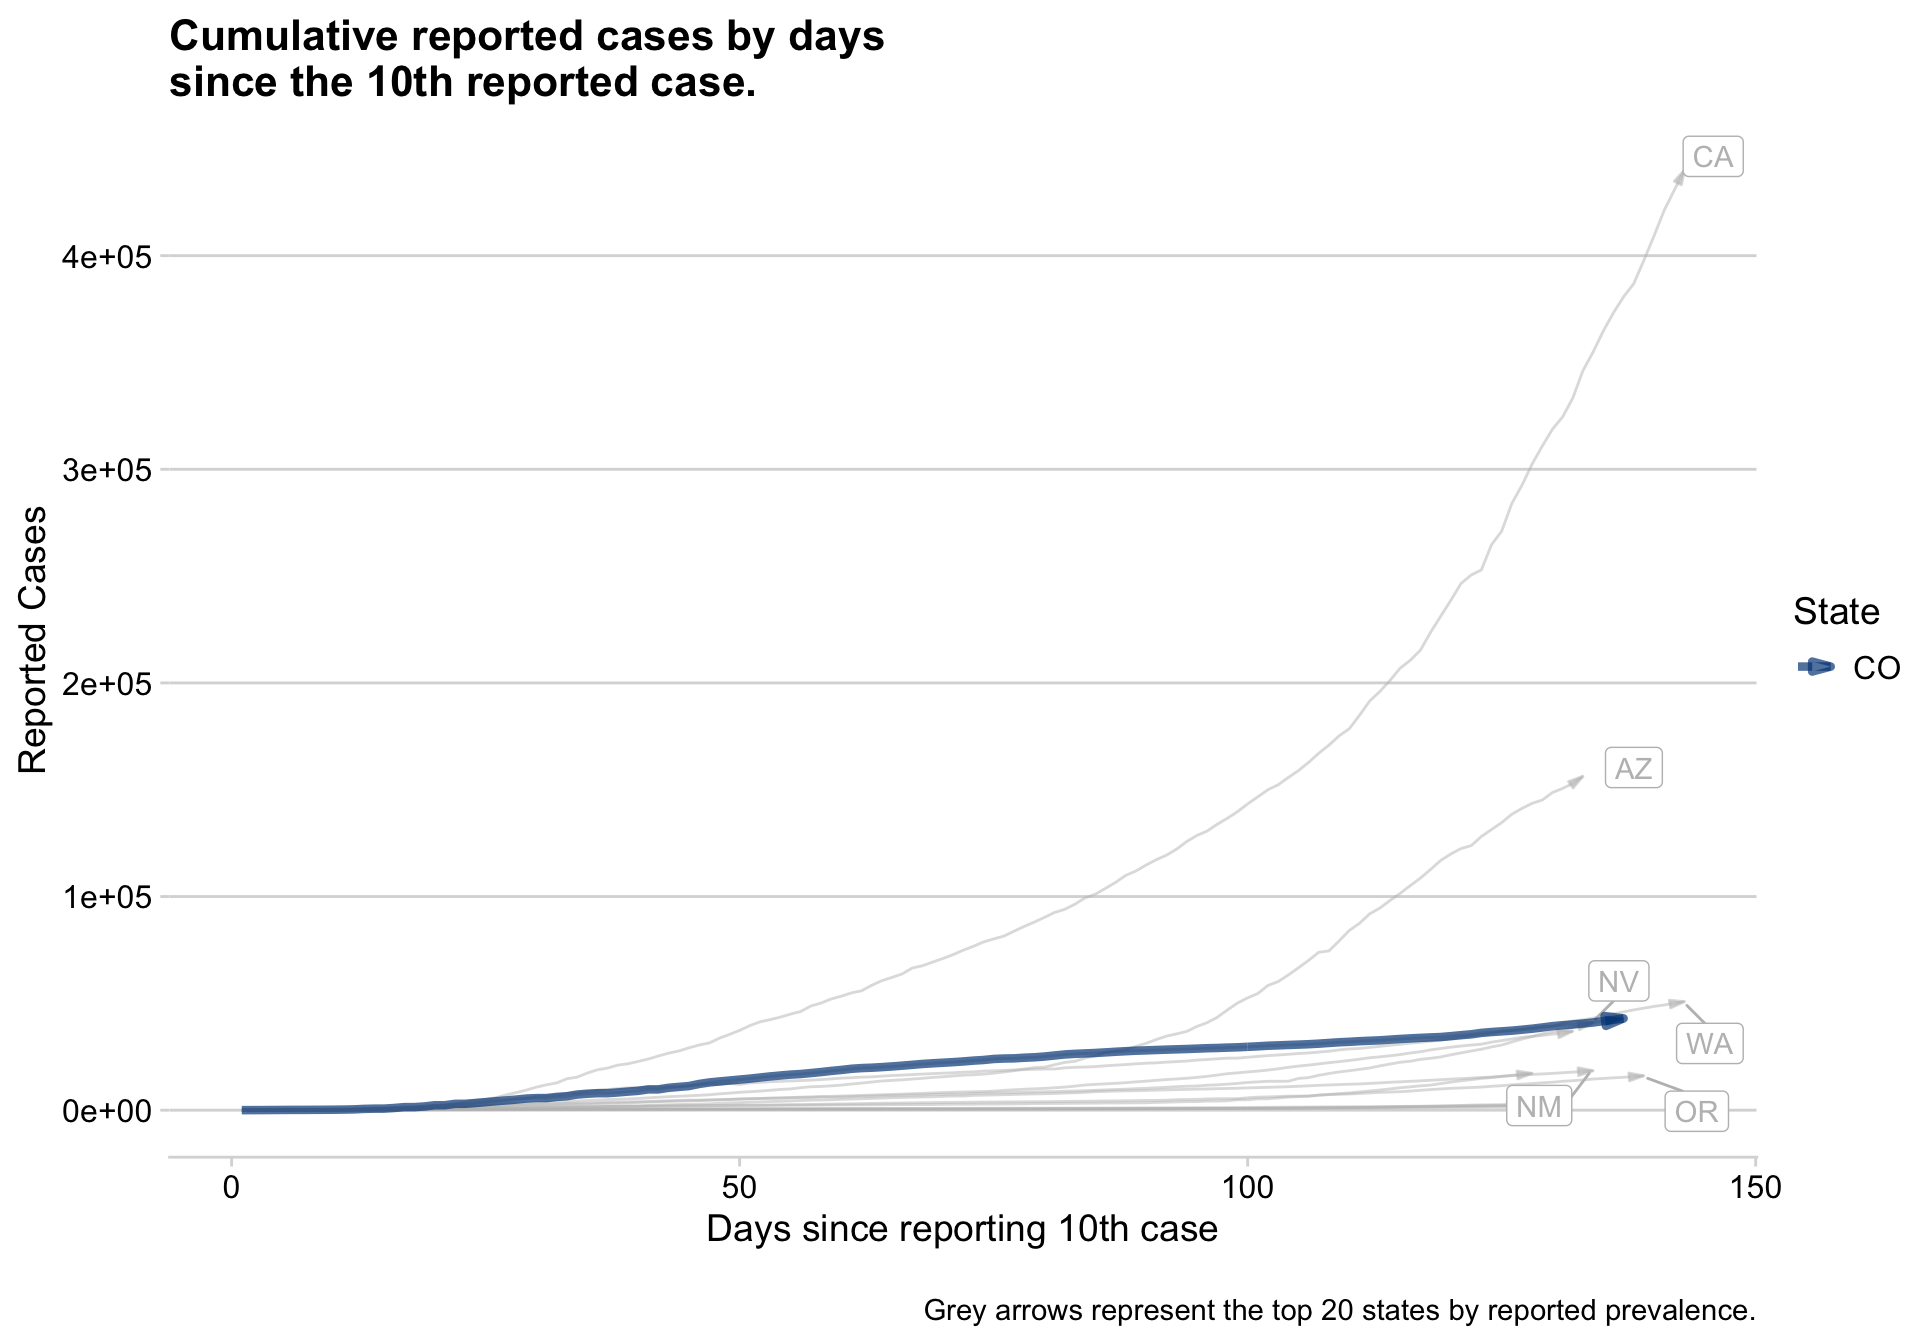 Cumulative reported cases by days
since the 10th reported case.
CA
4e+05
3e+05
Reported Cases
State
CO
2e+05
AZ
1e+05
NV
WA
NM
OR
0e+00
0
50
100
150
Days since reporting 10th case
Grey arrows represent the top 20 states by reported prevalence.